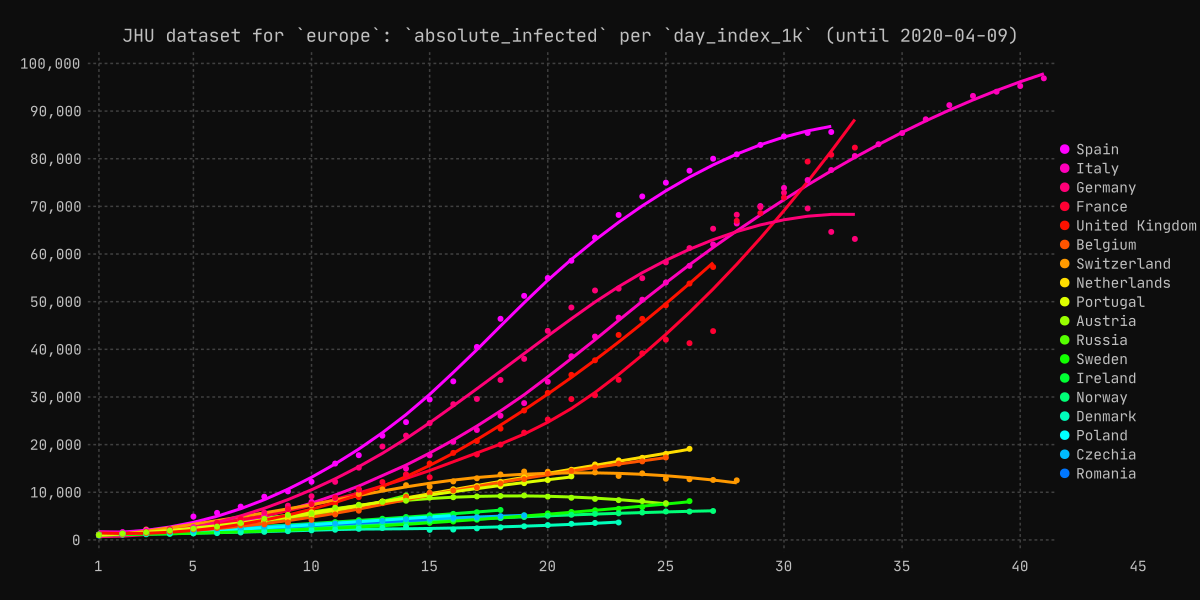 JHU dataset for `europe`: `absolute_infected` per `day_index_1k` (until 2020-04-09)
100,000
90,000
80,000
70,000
60,000
50,000
40,000
30,000
20,000
10,000
0
1 5 10 15 20 25 30 35 40 45
Spain
Italy
Germany
France
United Kingdom
Belgium
Switzerland
Netherlands
Portugal
Austria
Russia
Sweden
Ireland
Norway
Denmark
Poland
Czechia
Romania